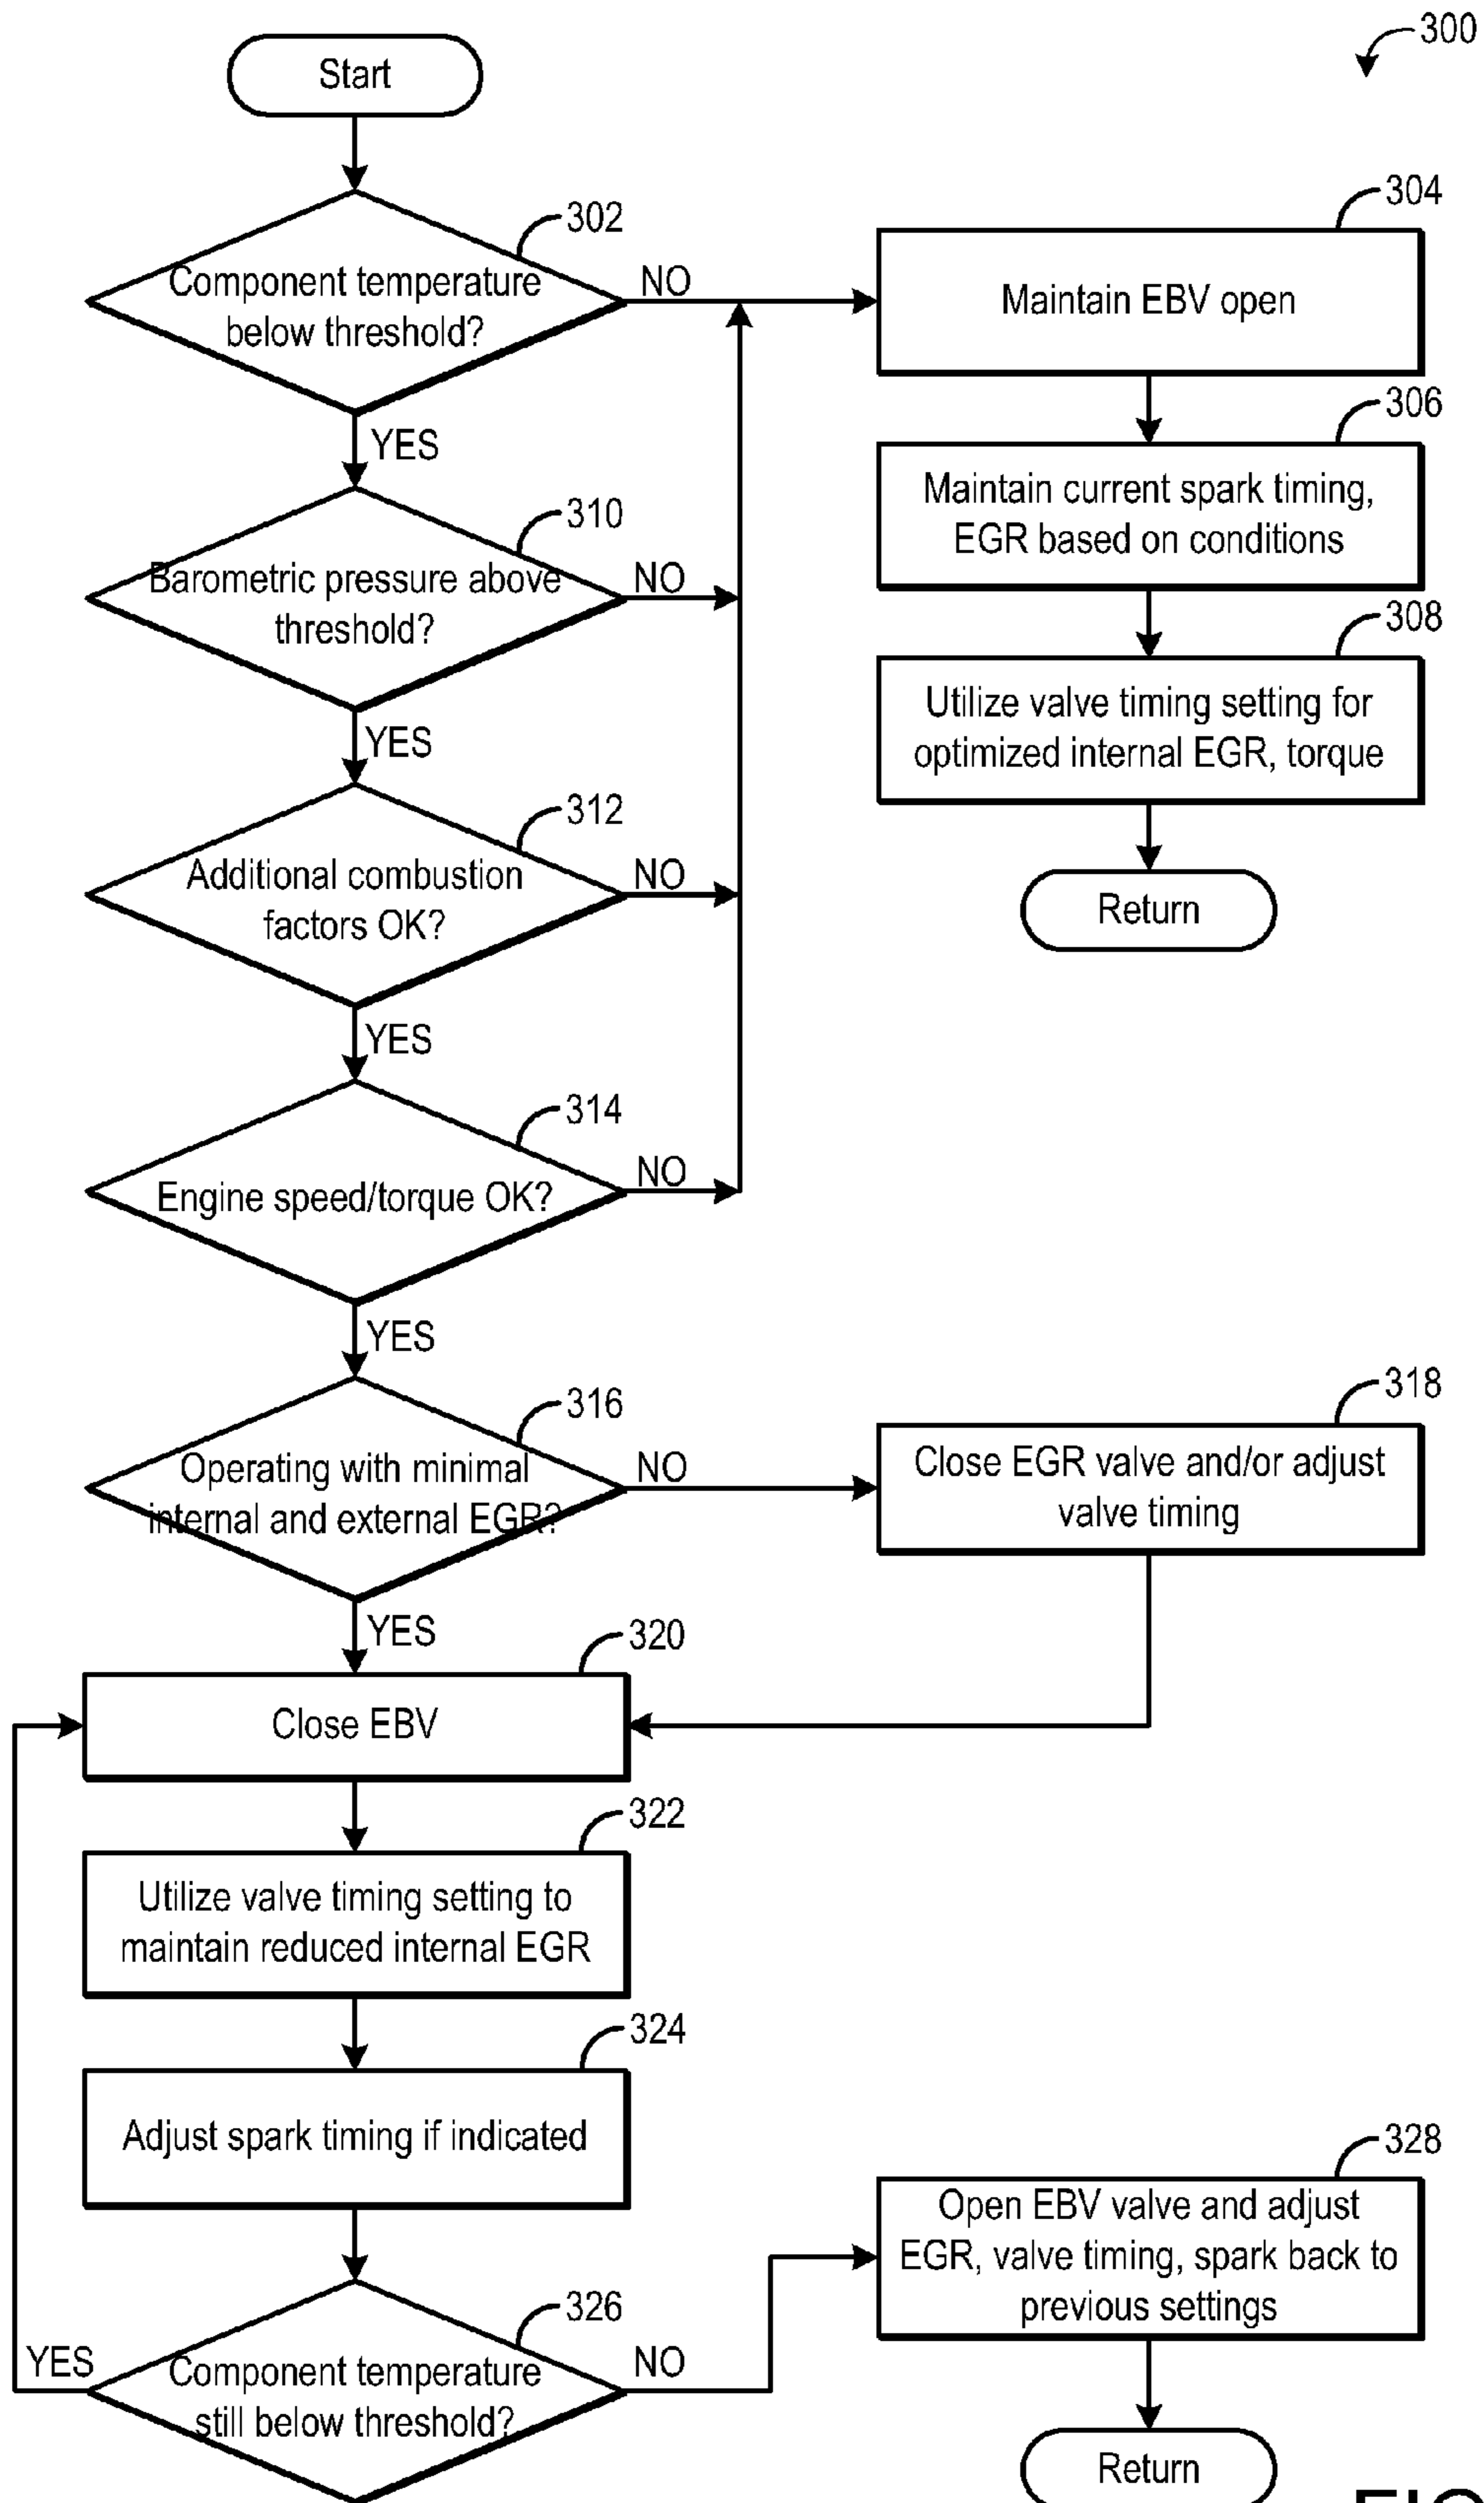 300
Start
302
Component temperature
below threshold?
NO
304
Maintain EBV open
YES
306
Maintain current spark timing,
EGR based on conditions
310
Barometric pressure above
threshold?
NO
308
Utilize valve timing setting for
optimized internal EGR, torque
YES
312
Additional combustion
factors OK?
NO
Return
YES
314
Engine speed/torque OK?
NO
YES
316
Operating with minimal
internal and external EGR?
NO
318
Close EGR valve and/or adjust
valve timing
YES
320
Close EBV
322
Utilize valve timing setting to
maintain reduced internal EGR
324
Adjust spark timing if indicated
326
Component temperature
still below threshold?
YES
NO
328
Open EBV valve and adjust
EGR, valve timing, spark back to
previous settings
Return